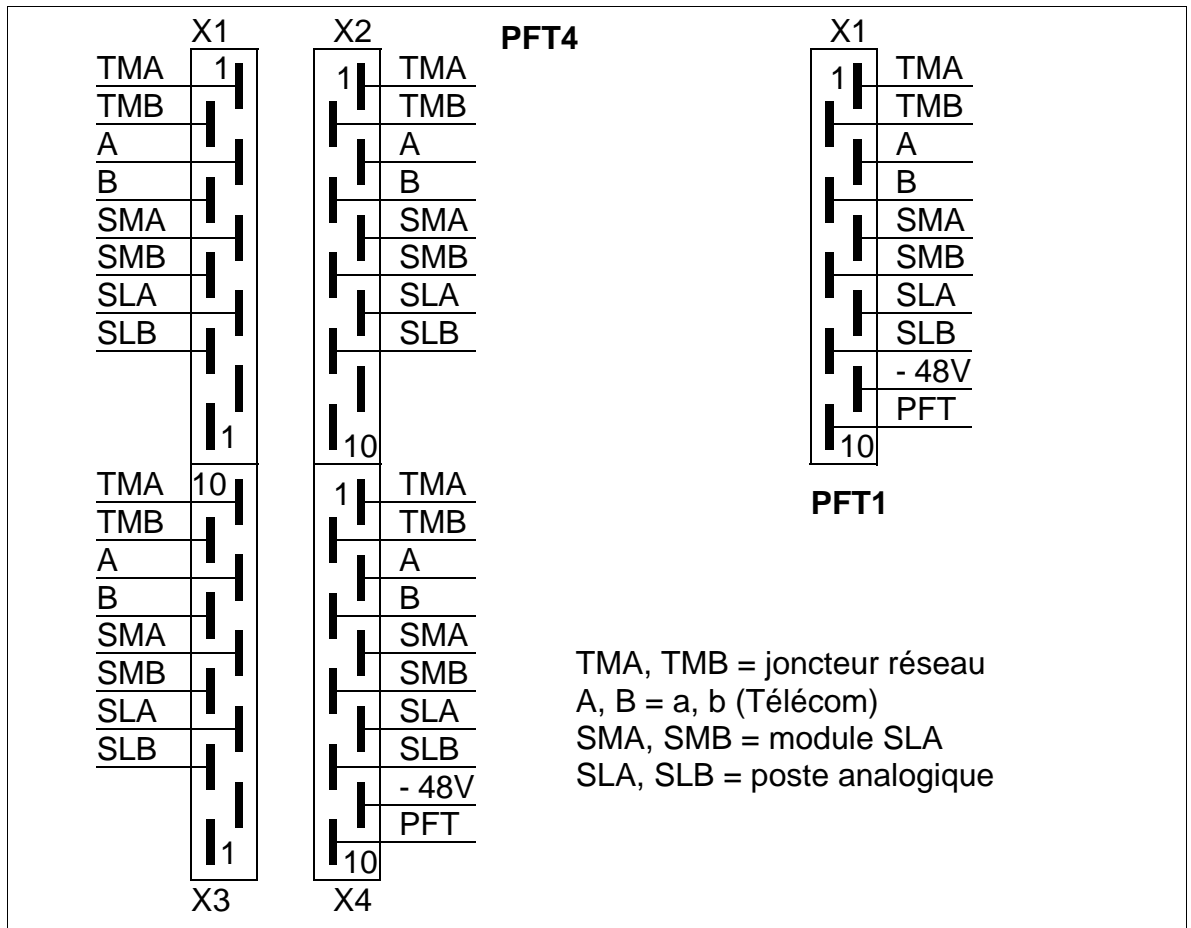 X1 X2 PFT4 X1
TMA 1 1 TMA 1 TMA
TMB TMB TMB
A A A
B B B
SMA SMA SMA
SMB SMB SMB
SLA SLA SLA
SLB SLB SLB
- 48V
PFT
1 10 10
TMA 10 1 TMA PFT1
TMB TMB
A A
B B
SMA SMA
SMB SMB
SLA SLA
SLB SLB
- 48V
PFT
1 10
X3 X4
TMA, TMB = joncteur réseau
A, B = a, b (Télécom)
SMA, SMB = module SLA
SLA, SLB = poste analogique